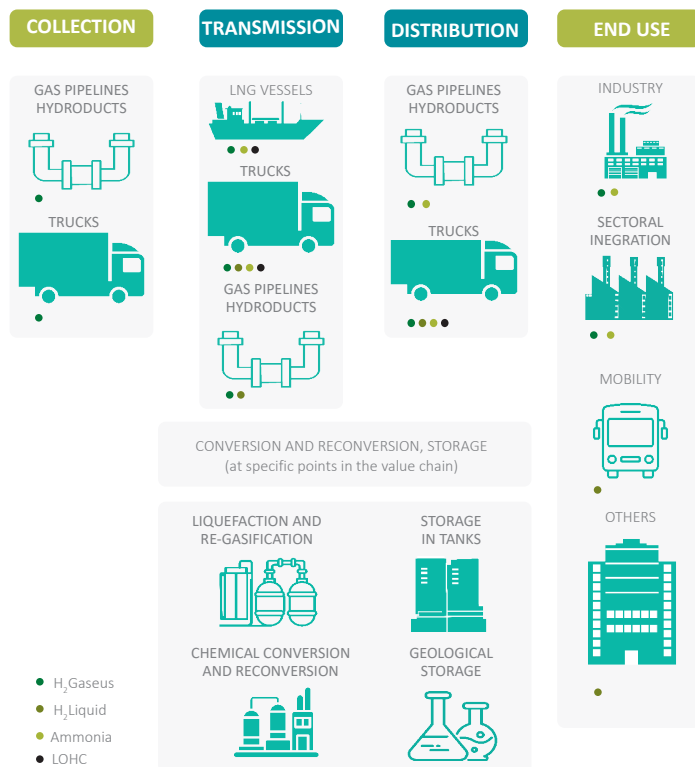 COLLECTION
GAS PIPELINES
HYDRODUCTS
TRUCKS
TRANSMISSION
LNG VESSELS
TRUCKS
GAS PIPELINES
HYDRODUCTS
DISTRIBUTION
GAS PIPELINES
HYDRODUCTS
TRUCKS
END USE
INDUSTRY
SECTORAL
INEGRATION
MOBILITY
OTHERS
CONVERSION AND RECONVERSION, STORAGE
(at specific points in the value chain)
LIQUEFACTION AND
RE-GASIFICATION
STORAGE
IN TANKS
CHEMICAL CONVERSION
AND RECONVERSION
GEOLOGICAL
STORAGE
H₂Gaseus
H₂Liquid
Ammonia
LOHC